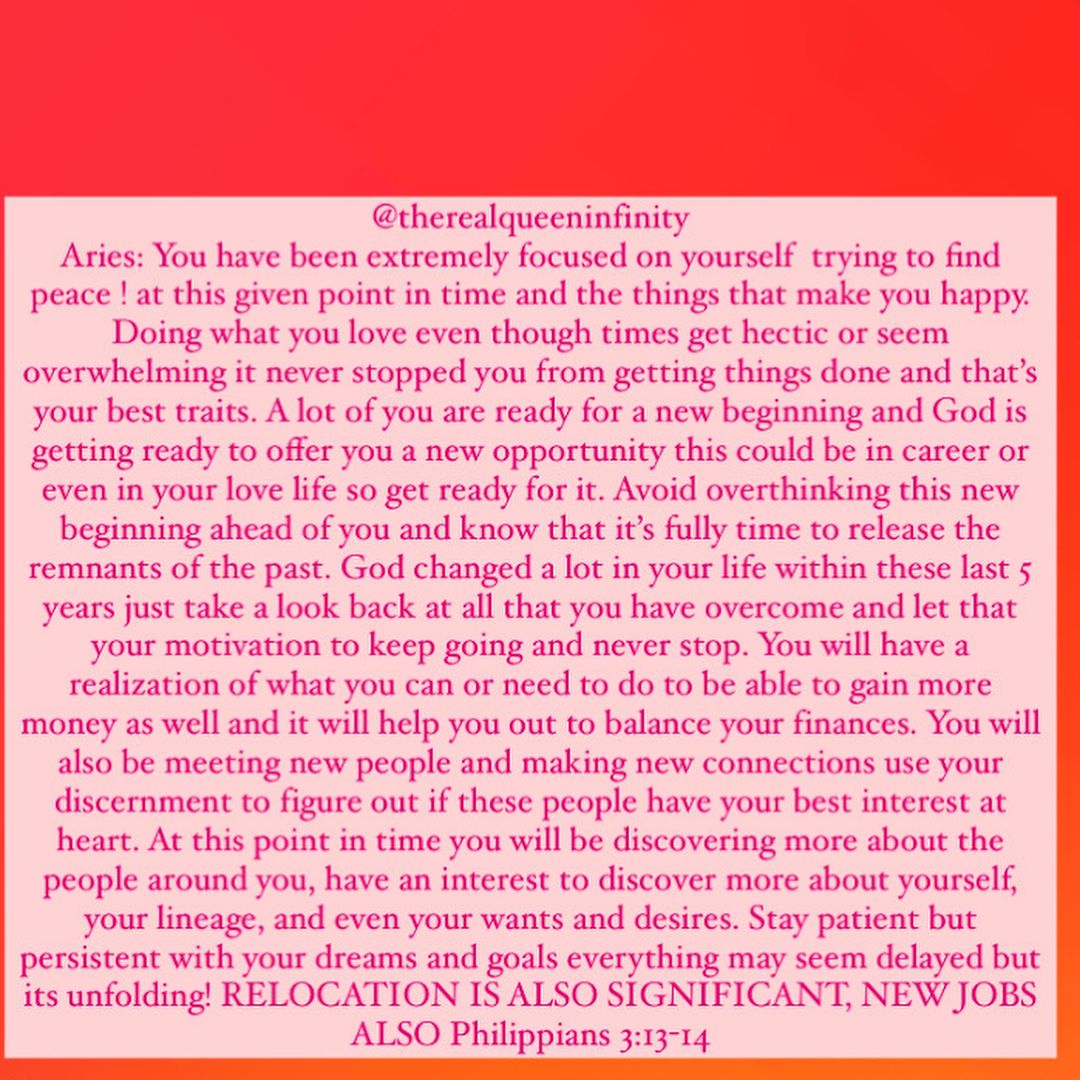 @therealqueeninfinity
Aries: You have been extremely focused on yourself  trying to find
peace ! at this given point in time and the things that make you happy.
Doing what you love even though times get hectic or seem
overwhelming it never stopped you from getting things done and that’s
your best traits. A lot of you are ready for a new beginning and God is
getting ready to offer you a new opportunity this could be in career or
even in your love life so get ready for it. Avoid overthinking this new
beginning ahead of you and know that it’s fully time to release the
remnants of the past. God changed a lot in your life within these last 5
years just take a look back at all that you have overcome and let that
your motivation to keep going and never stop. You will have a
realization of what you can or need to do to be able to gain more
money as well and it will help you out to balance your finances. You will
also be meeting new people and making new connections use your
discernment to figure out if these people have your best interest at
heart. At this point in time you will be discovering more about the
people around you, have an interest to discover more about yourself,
your lineage, and even your wants and desires. Stay patient but
persistent with your dreams and goals everything may seem delayed but
its unfolding! RELOCATION IS ALSO SIGNIFICANT, NEW JOBS
ALSO Philippians 3:13-14